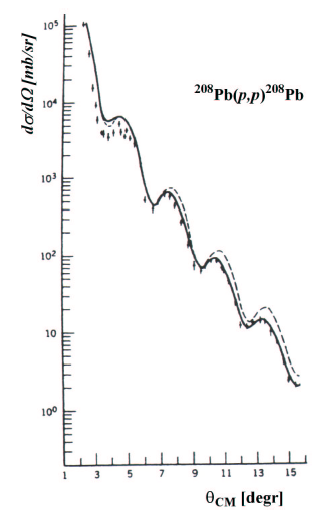 dσ/dΩ [mb/sr]
10⁵
10⁴
10³
10²
10
10⁰
²⁰⁸Pb(p,p)²⁰⁸Pb
1 3 5 7 9 11 13 15
θCM [degr]